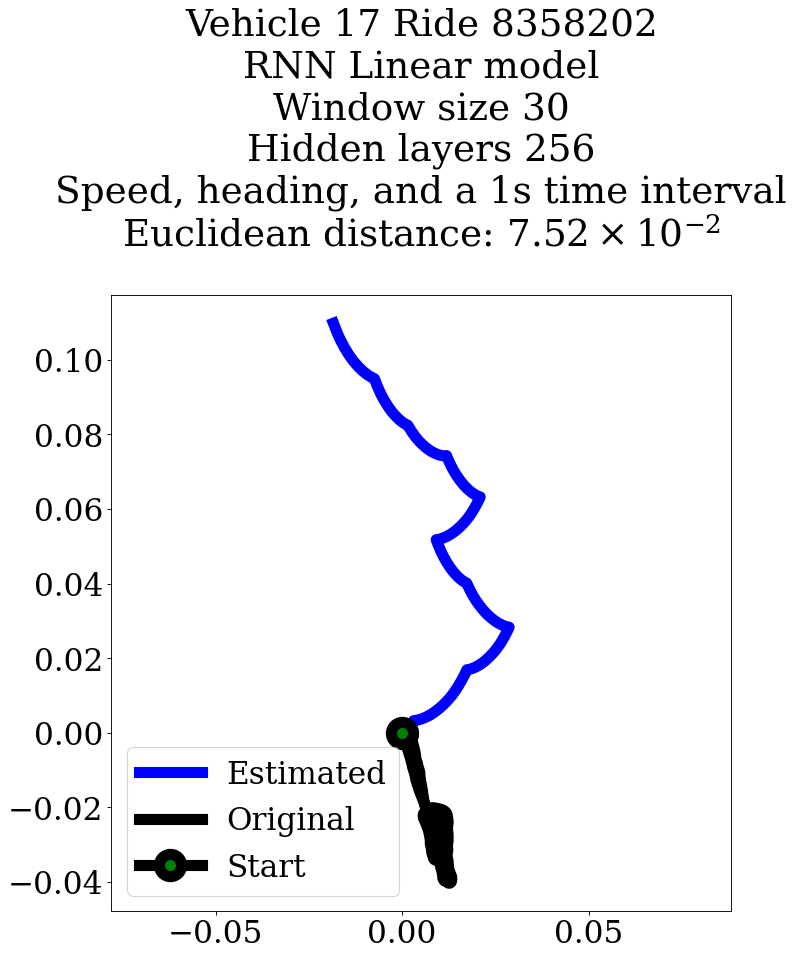 Vehicle 17 Ride 8358202
RNN Linear model
Window size 30
Hidden layers 256
Speed, heading, and a 1s time interval
Euclidean distance: 7.52 × 10⁻²
0.10
0.08
0.06
0.04
0.02
0.00
−0.02
−0.04
Estimated
Original
Start
−0.05
0.00
0.05